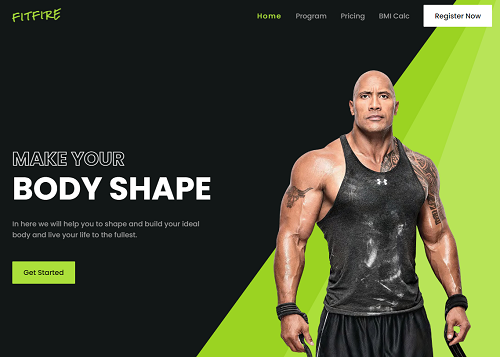 FITFIRE
Home Program Pricing BMI Calc Register Now
MAKE YOUR
BODY SHAPE
In here we will help you to shape and build your ideal
body and live your life to the fullest.
Get Started